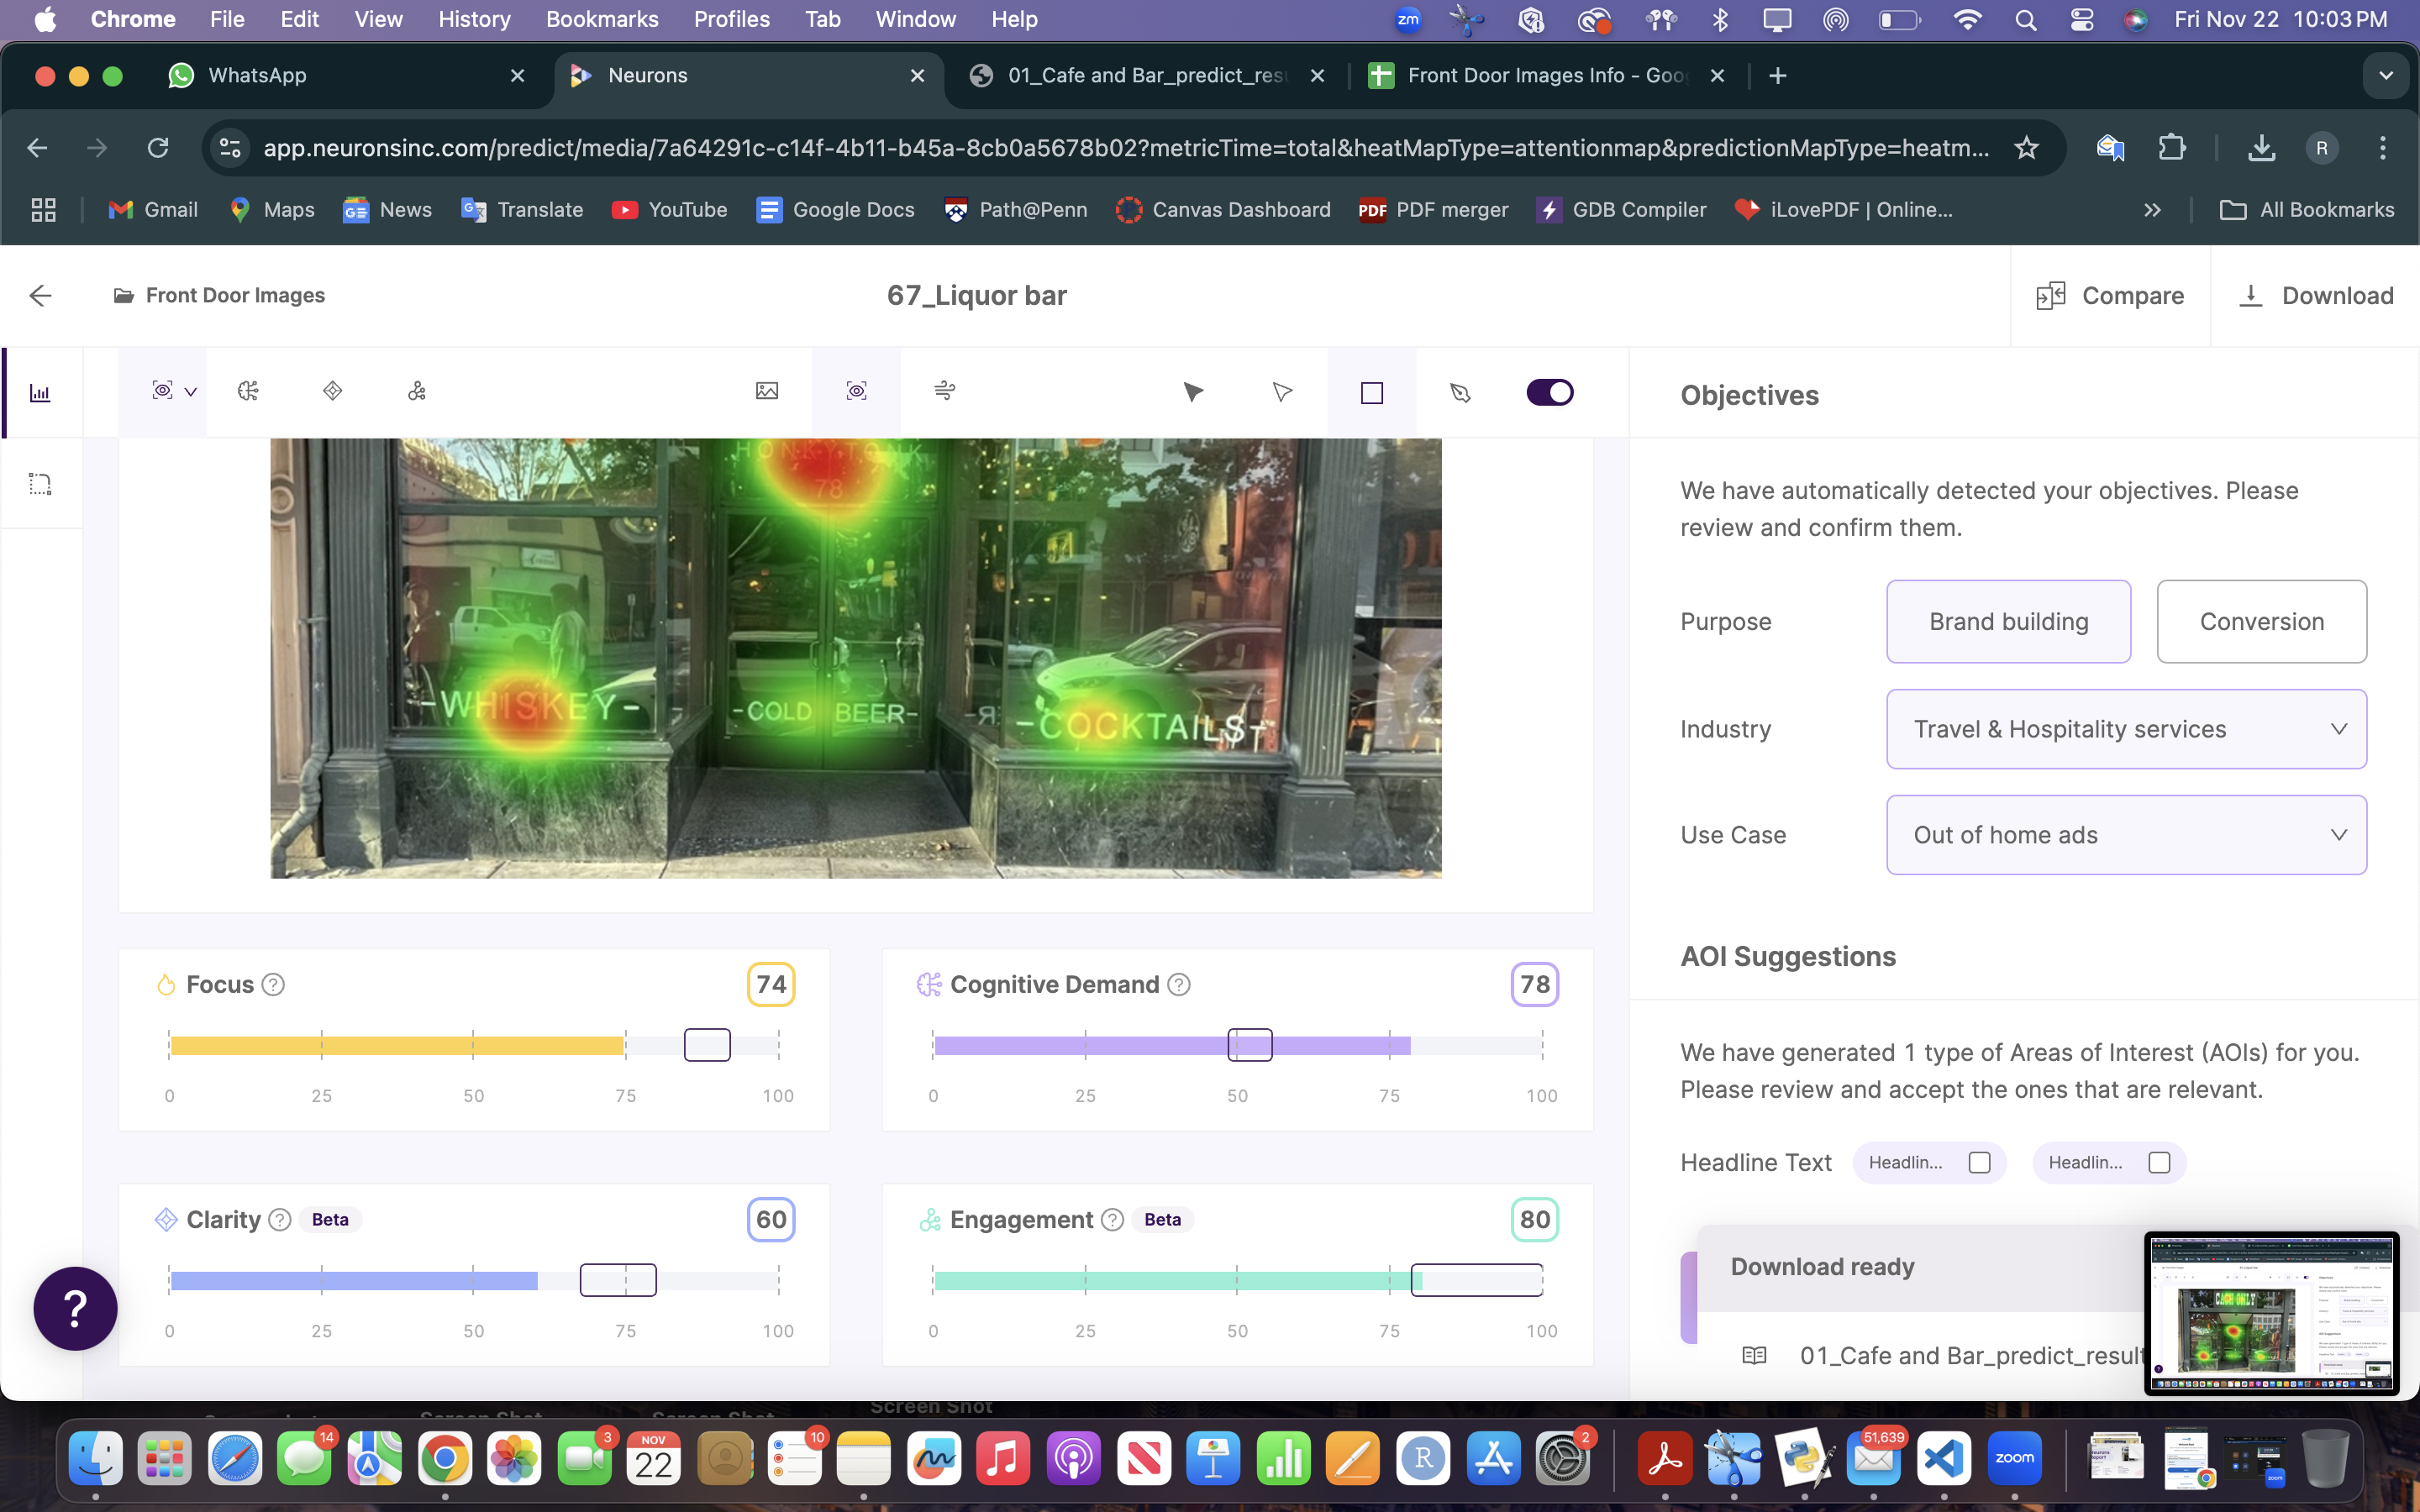 Chrome File Edit View History Bookmarks Profiles Tab Window Help zm Fri Nov 22 10:03 PM
WhatsApp Neurons 01_Cafe and Bar_predict_resu Front Door Images Info - Goo
app.neuronsinc.com/predict/media/7a64291c-c14f-4b11-b45a-8cb0a5678b02?metricTime=total&heatMapType=attentionmap&predictionMapType=heatm... R
Gmail Maps News Translate YouTube Google Docs Path@Penn Canvas Dashboard PDF PDF merger GDB Compiler iLovePDF | Online... » All Bookmarks
Front Door Images 67_Liquor bar Compare Download
Objectives
HONKYTONK
78
We have automatically detected your objectives. Please
review and confirm them.
Purpose Brand building Conversion
-WHISKEY- -COLD BEER- -COCKTAILS-
Industry Travel & Hospitality services
Use Case Out of home ads
AOI Suggestions
Focus ? 74 Cognitive Demand ? 78
0 25 50 75 100 0 25 50 75 100
We have generated 1 type of Areas of Interest (AOIs) for you.
Please review and accept the ones that are relevant.
Headline Text Headlin... Headlin...
Clarity ? Beta 60 Engagement ? Beta 80
0 25 50 75 100 0 25 50 75 100
?
Download ready
01_Cafe and Bar_predict_result
CASH ONLY
Screen Shot
14 3 NOV 22 10 2 51,639 zoom